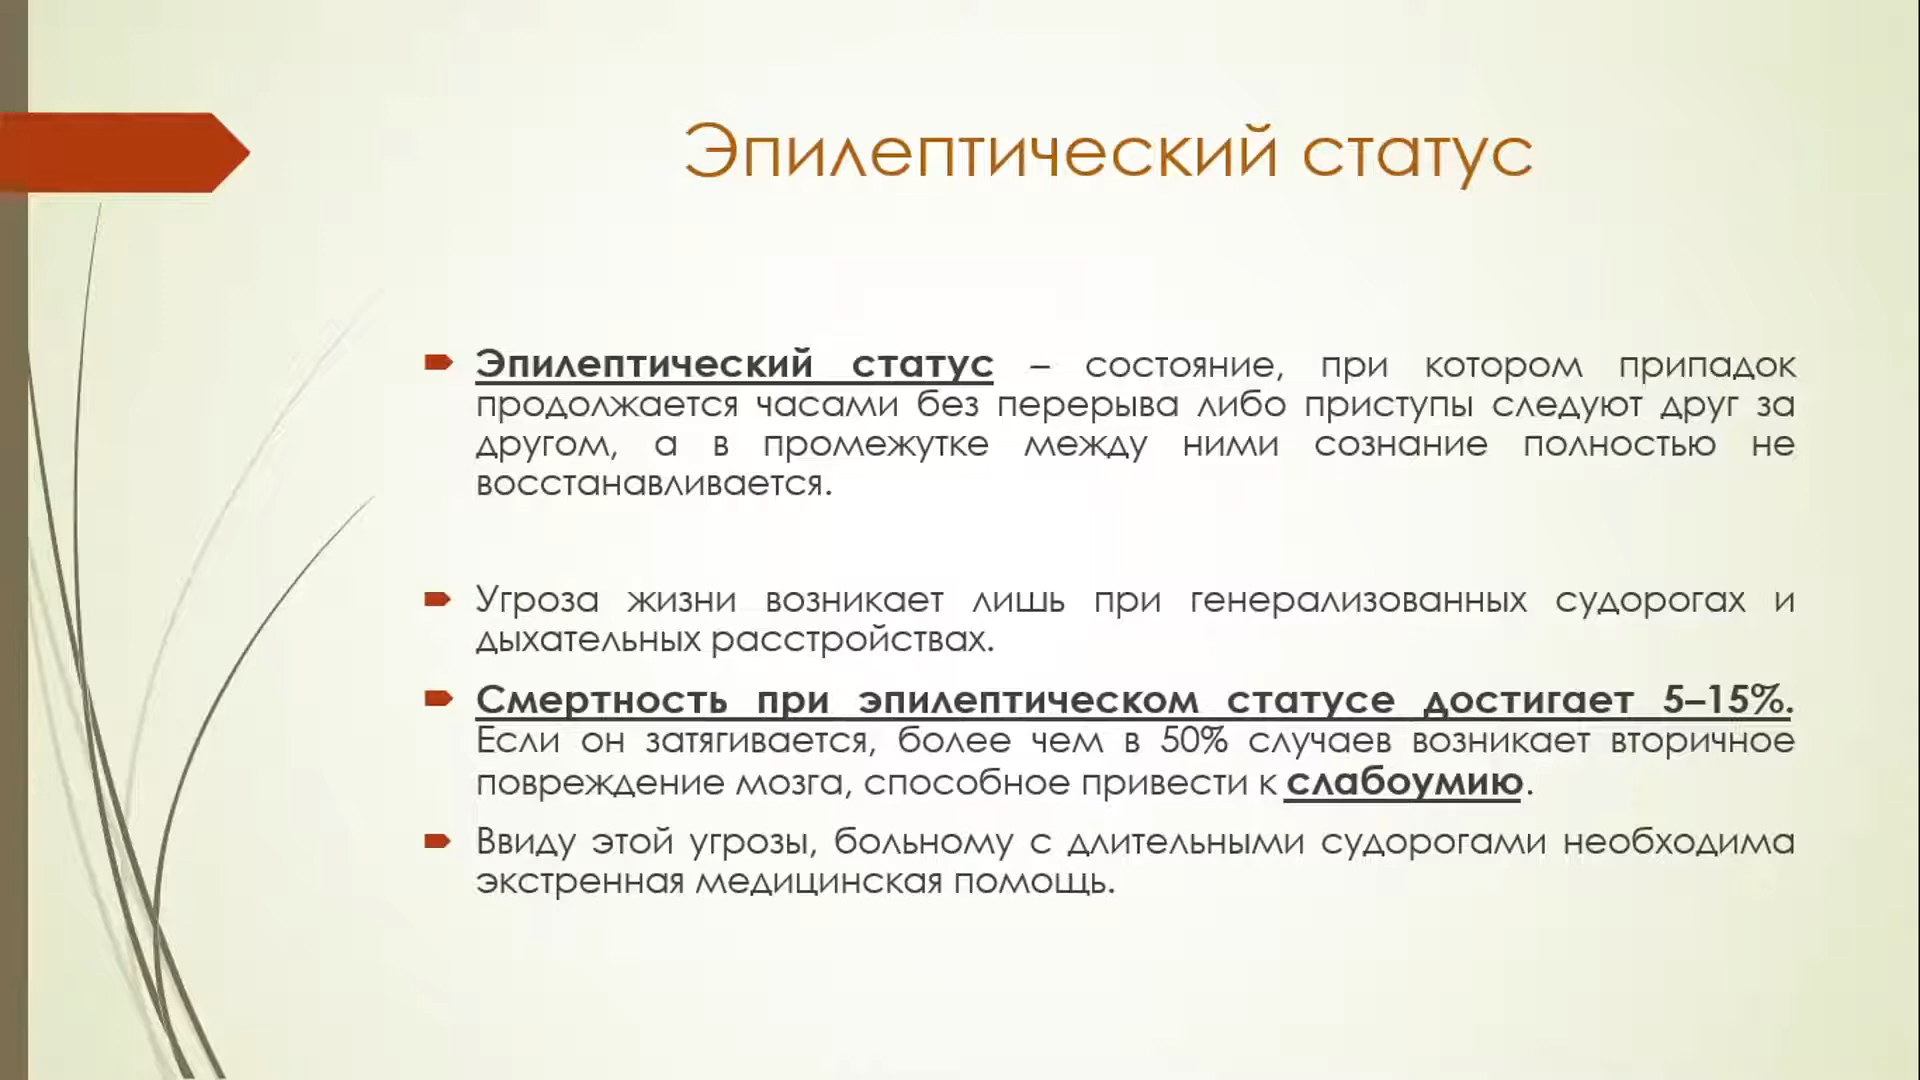 Эпилептический статус
Эпилептический статус – состояние, при котором припадок
продолжается часами без перерыва либо приступы следуют друг за
другом, а в промежутке между ними сознание полностью не
восстанавливается.
Угроза жизни возникает лишь при генерализованных судорогах и
дыхательных расстройствах.
Смертность при эпилептическом статусе достигает 5–15%.
Если он затягивается, более чем в 50% случаев возникает вторичное
повреждение мозга, способное привести к слабоумию.
Ввиду этой угрозы, больному с длительными судорогами необходима
экстренная медицинская помощь.